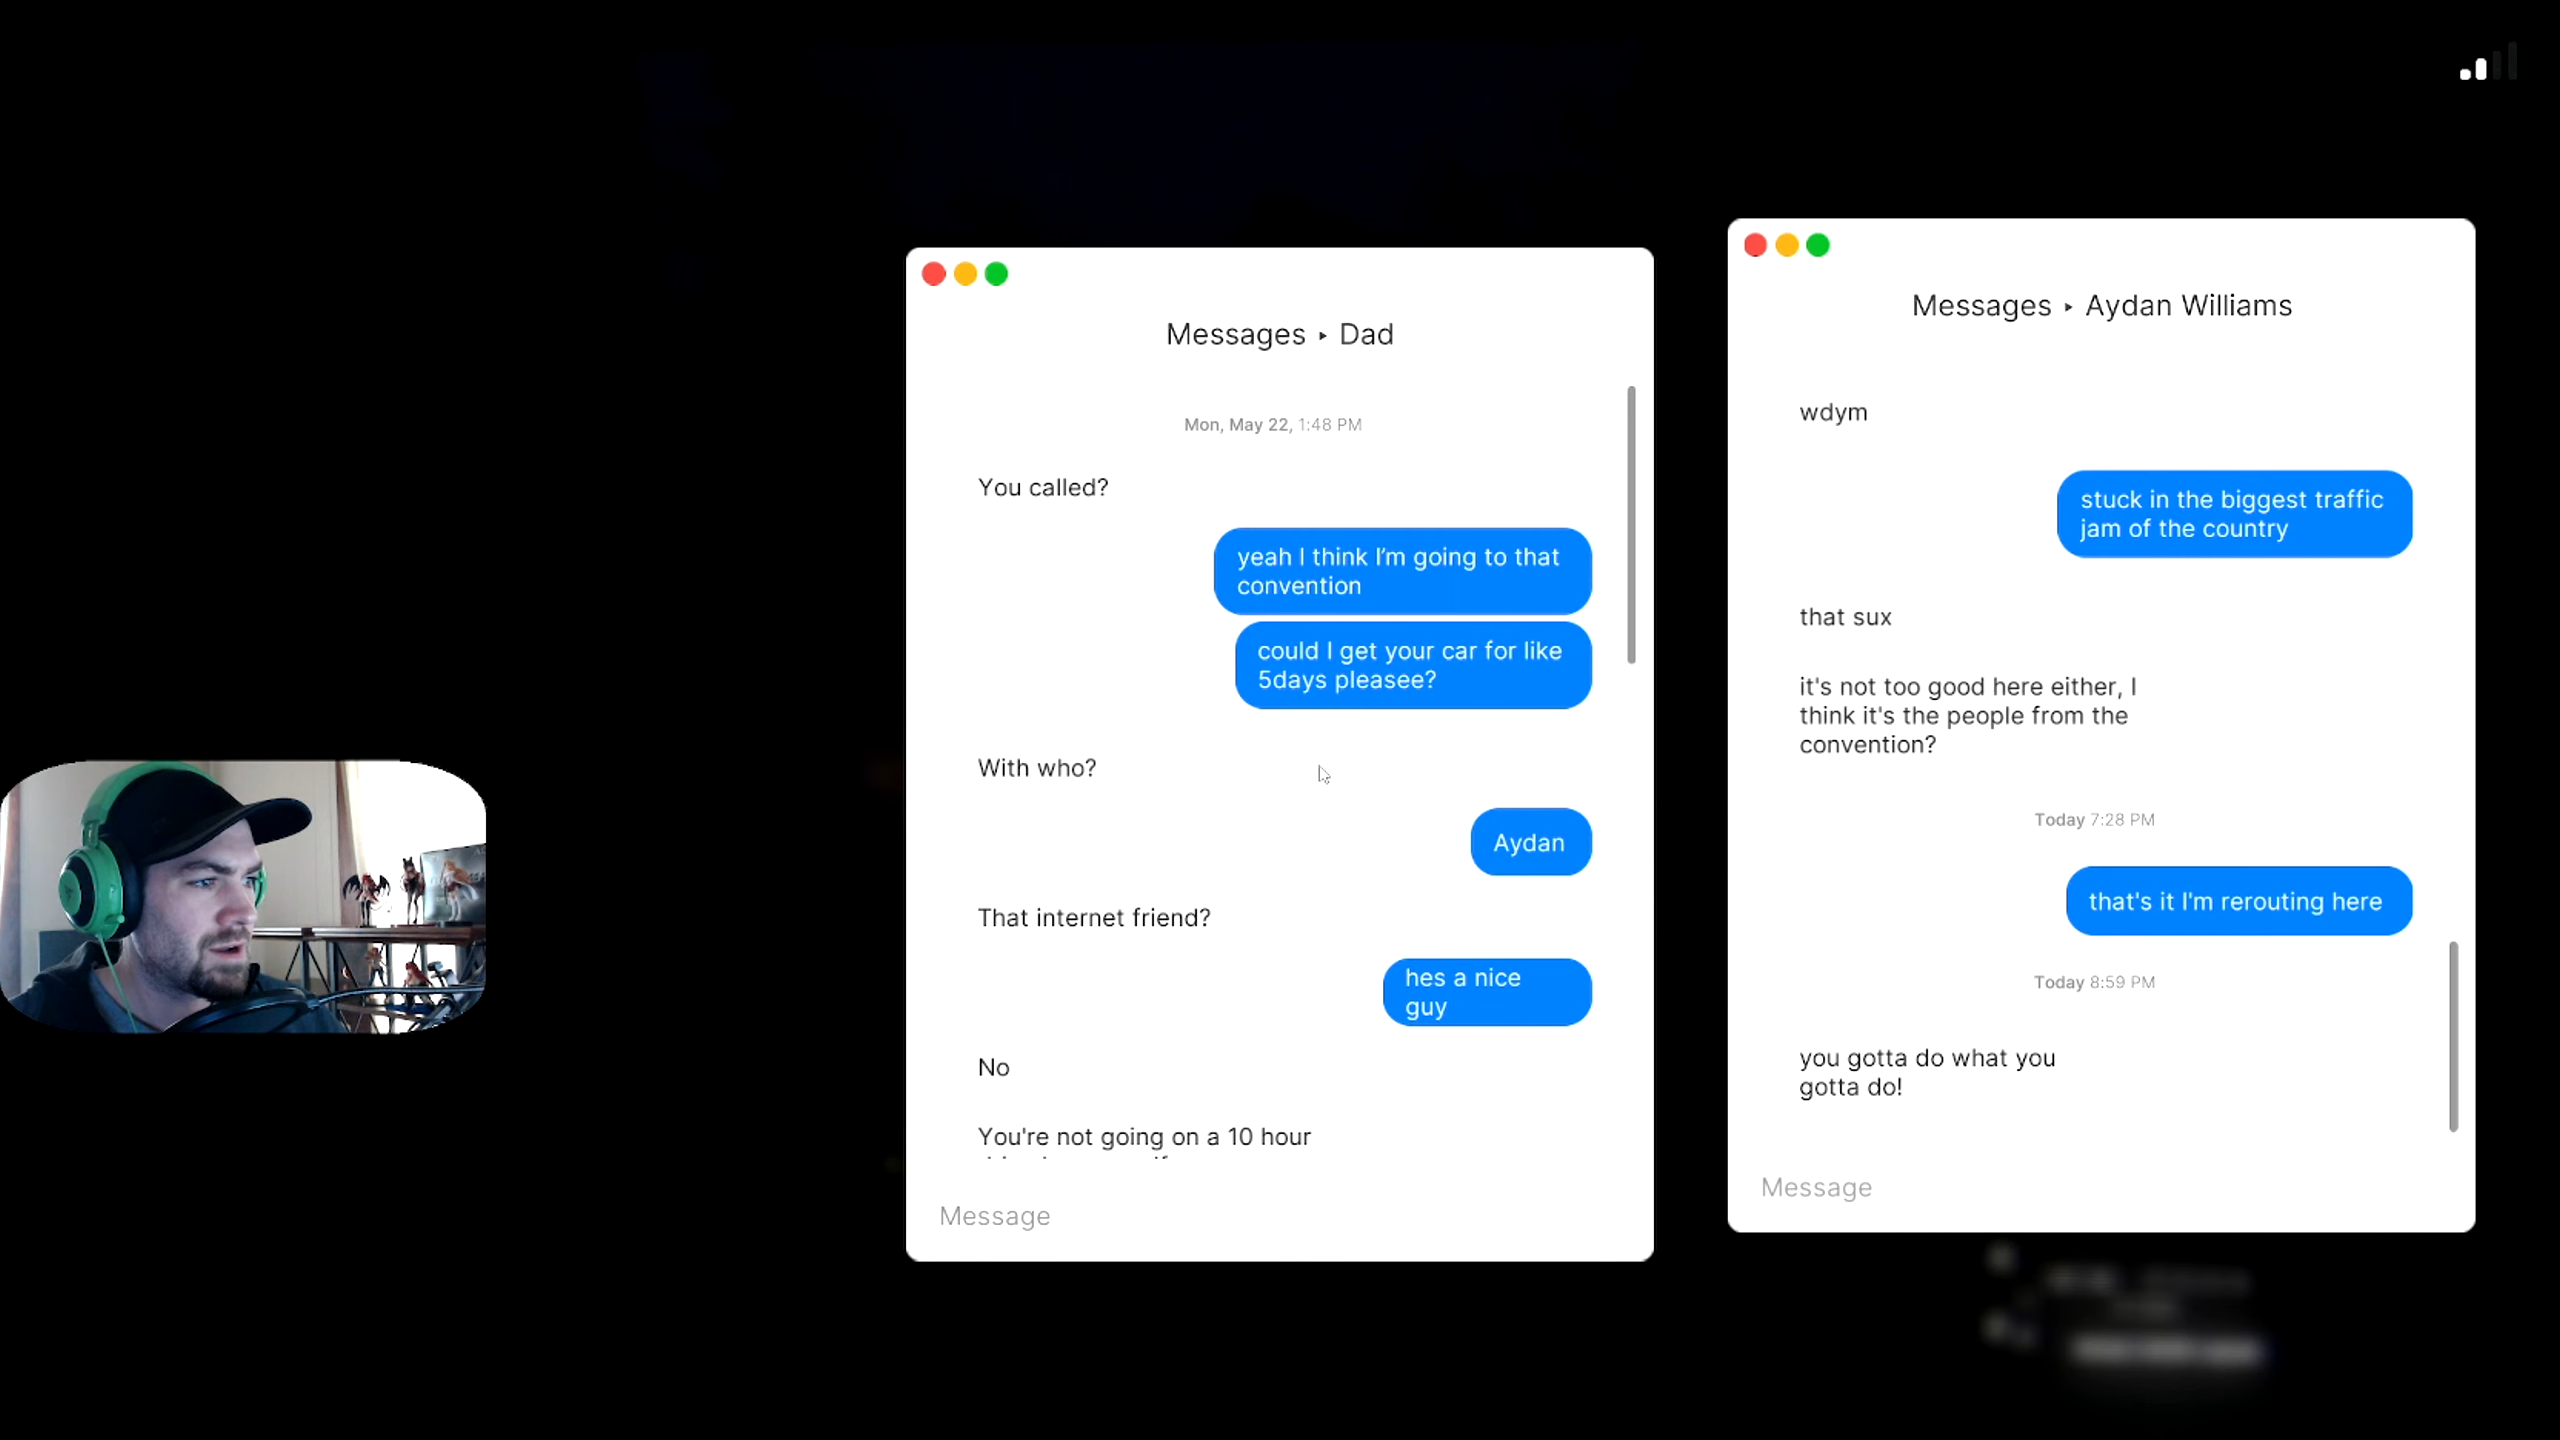 Messages ▸ Dad
Mon, May 22, 1:48 PM
You called?
yeah I think I'm going to that
convention
could I get your car for like
5days pleasee?
With who?
Aydan
That internet friend?
hes a nice
guy
No
You're not going on a 10 hour
Message
Messages ▸ Aydan Williams
wdym
stuck in the biggest traffic
jam of the country
that sux
it's not too good here either, I
think it's the people from the
convention?
Today 7:28 PM
that's it I'm rerouting here
Today 8:59 PM
you gotta do what you
gotta do!
Message